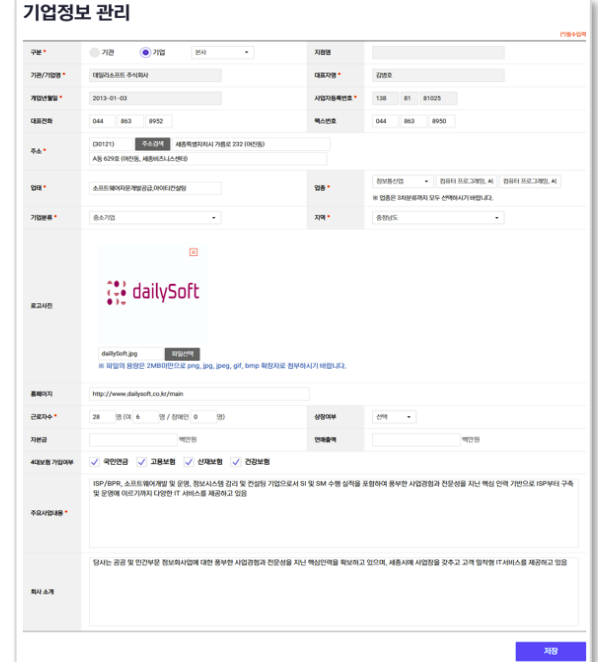 기업정보 관리
(*)필수입력
구분 * 기관 기업 본사 지점명
기관/기업명 * 데일리소프트 주식회사 대표자명 * 김병호
개업년월일 * 2013-01-03 사업자등록번호 * 138 81 81025
대표전화 044 863 8952 팩스번호 044 863 8950
주소 * (30121) 주소검색 세종특별자치시 가름로 232 (어진동)
A동 629호 (어진동, 세종비즈니스센터)
업태 * 소프트웨어자문개발공급,아이티컨설팅 업종 * 정보통신업 컴퓨터 프로그래밍, 시 컴퓨터 프로그래밍, 시
※ 업종은 3차분류까지 모두 선택하시기 바랍니다.
기업분류 * 중소기업 지역 * 충청남도
로고사진
dailySoft
dailySoft.jpg 파일선택
※ 파일의 용량은 2MB미만으로 png, jpg, jpeg, gif, bmp 확장자로 첨부하시기 바랍니다.
홈페이지 http://www.dailysoft.co.kr/main
근로자수 * 28 명 (여 6 명 / 장애인 0 명) 상장여부 선택
자본금 백만원 연매출액 백만원
4대보험 가입여부 국민연금 고용보험 산재보험 건강보험
주요사업내용 * ISP/BPR, 소프트웨어개발 및 운영, 정보시스템 감리 및 컨설팅 기업으로서 SI 및 SM 수행 실적을 포함하여 풍부한 사업경험과 전문성을 지닌 핵심 인력 기반으로 ISP부터 구축
및 운영에 이르기까지 다양한 IT 서비스를 제공하고 있음
회사 소개 당사는 공공 및 민간부문 정보화사업에 대한 풍부한 사업경험과 전문성을 지닌 핵심인력을 확보하고 있으며, 세종시에 사업장을 갖추고 고객 밀착형 IT서비스를 제공하고 있음
저장